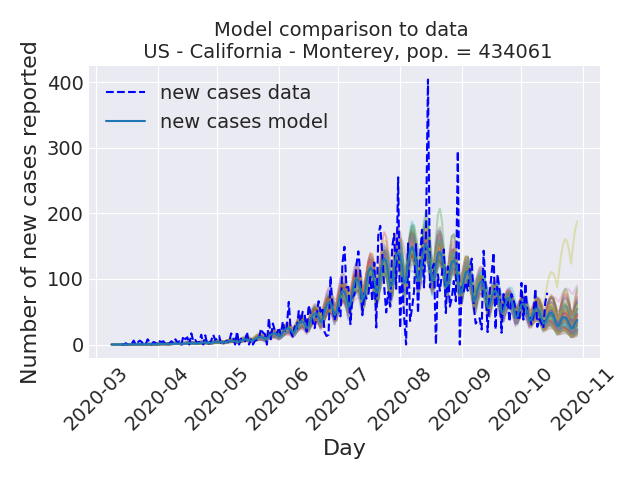 Model comparison to data
US - California - Monterey, pop. = 434061
Number of new cases reported
400
300
200
100
0
new cases data
new cases model
2020-03
2020-04
2020-05
2020-06
2020-07
2020-08
2020-09
2020-10
2020-11
Day